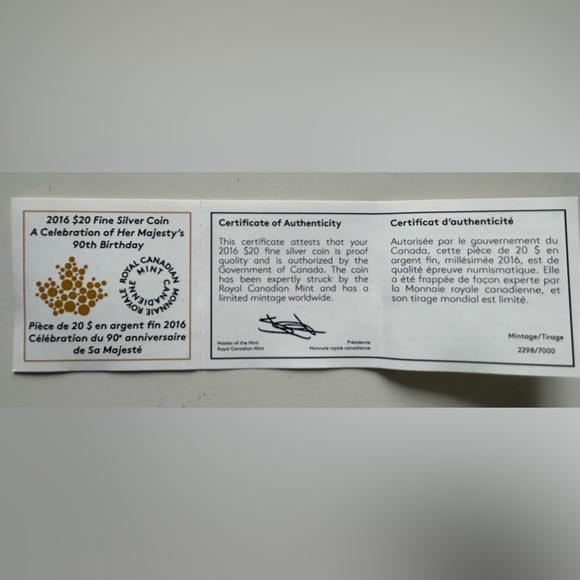 2016 $20 Fine Silver Coin
A Celebration of Her Majesty's
90th Birthday
ROYAL CANADIAN MINT
MONNAIE ROYALE CANADIENNE
Pièce de 20 $ en argent fin 2016
Célébration du 90e anniversaire
de Sa Majesté
Certificate of Authenticity
This certificate attests that your
2016 $20 fine silver coin is proof
quality and is authorized by the
Government of Canada. The coin
has been expertly struck by the
Royal Canadian Mint and has a
limited mintage worldwide.
Master of the Mint
Royal Canadian Mint
Présidente
Monnaie royale canadienne
Certificat d'authenticité
Autorisée par le gouvernement du
Canada, cette pièce de 20 $ en
argent fin, millésimée 2016, est de
qualité épreuve numismatique. Elle
a été frappée de façon experte par
la Monnaie royale canadienne, et
son tirage mondial est limité.
Mintage/Tirage
2298/7000